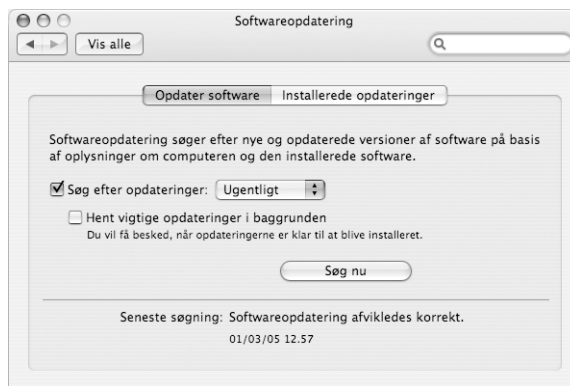 Softwareopdatering
Vis alle
Opdater software Installerede opdateringer
Softwareopdatering søger efter nye og opdaterede versioner af software på basis
af oplysninger om computeren og den installerede software.
Søg efter opdateringer: Ugentligt
Hent vigtige opdateringer i baggrunden
Du vil få besked, når opdateringerne er klar til at blive installeret.
Søg nu
Seneste søgning: Softwareopdatering afvikledes korrekt.
01/03/05 12.57